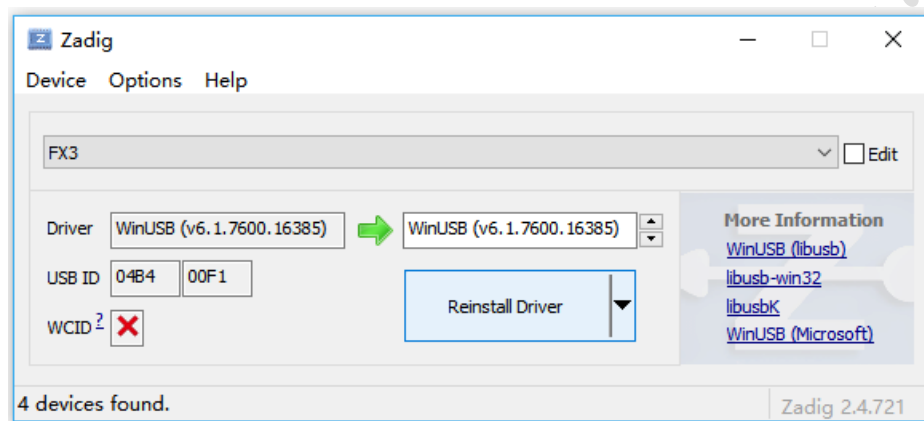 Zadig
Device Options Help
FX3
Edit
Driver WinUSB (v6.1.7600.16385) WinUSB (v6.1.7600.16385)
USB ID 04B4 00F1
WCID ?
Reinstall Driver
More Information
WinUSB (libusb)
libusb-win32
libusbK
WinUSB (Microsoft)
4 devices found.
Zadig 2.4.721